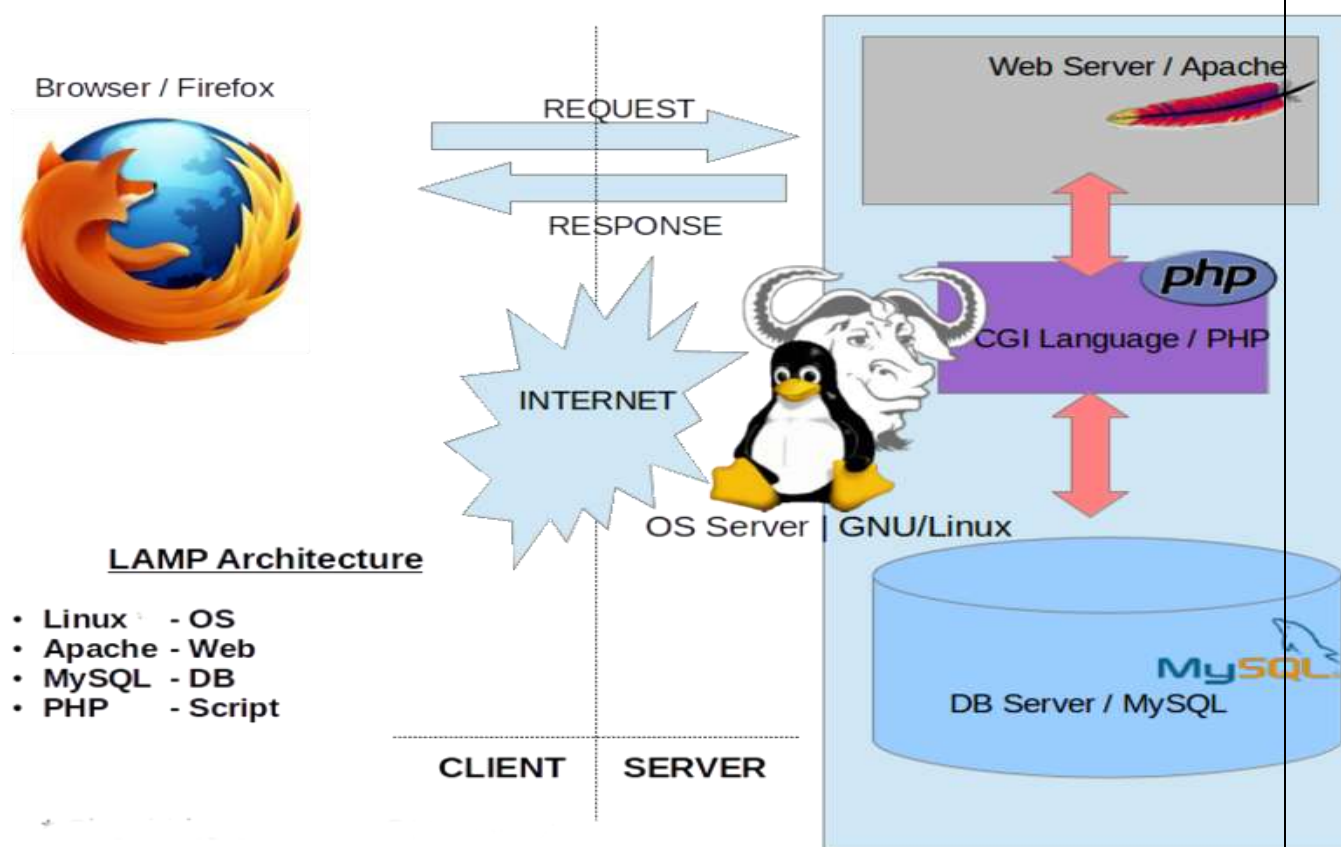 Browser / Firefox
REQUEST
RESPONSE
Web Server / Apache
php
CGI Language / PHP
INTERNET
OS Server | GNU/Linux
MySQL
DB Server / MySQL
LAMP Architecture
• Linux - OS
• Apache - Web
• MySQL - DB
• PHP - Script
CLIENT
SERVER